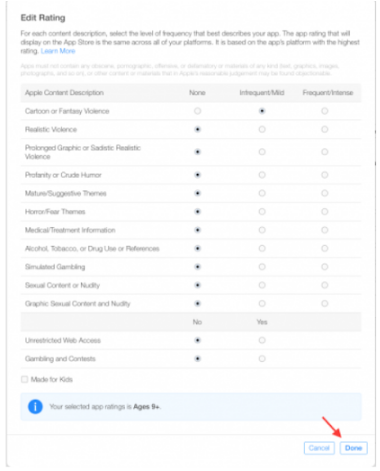 Edit Rating
For each content description, select the level of frequency that best describes your app. The app rating that will
display on the App Store is the same across all of your platforms. It is based on the app's platform with the highest
rating. Learn More
Apps must not contain any obscene, pornographic, offensive, or defamatory or materials of any kind (text, graphics, images,
photographs, and so on), or other content or materials that in Apple's reasonable judgement may be found objectionable.
Apple Content Description None Infrequent/Mild Frequent/Intense
Cartoon or Fantasy Violence
Realistic Violence
Prolonged Graphic or Sadistic Realistic
Violence
Profanity or Crude Humor
Mature/Suggestive Themes
Horror/Fear Themes
Medical/Treatment Information
Alcohol, Tobacco, or Drug Use or References
Simulated Gambling
Sexual Content or Nudity
Graphic Sexual Content and Nudity
No Yes
Unrestricted Web Access
Gambling and Contests
Made for Kids
Your selected app ratings is Ages 9+.
Cancel Done